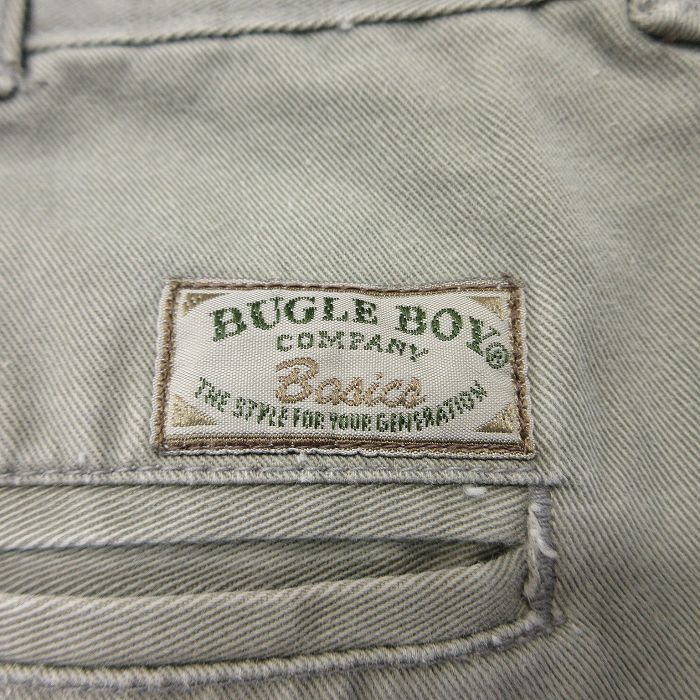 BUGLE BOY®
COMPANY
Basics
THE STYLE FOR YOUR GENERATION